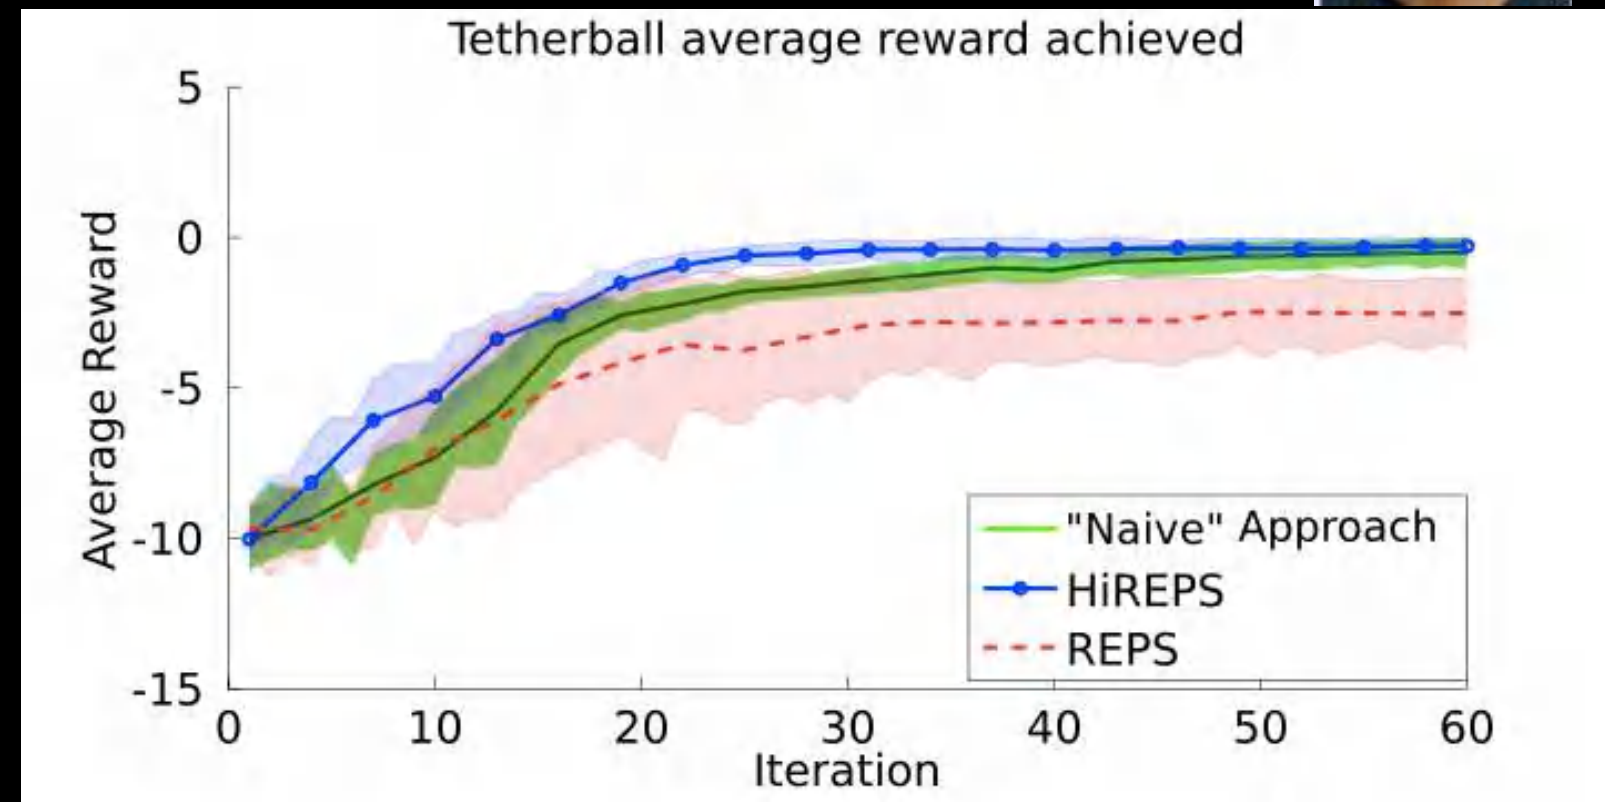 Tetherball average reward achieved
5
0
-5
-10
-15
Average Reward
0 10 20 30 40 50 60
Iteration
"Naive" Approach
HiREPS
REPS